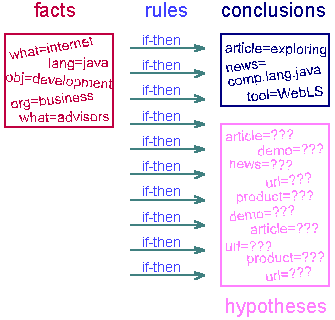 facts
rules
conclusions
what=internet
lang=java
obj=development
org=business
what=advisors
if-then
if-then
if-then
if-then
if-then
if-then
if-then
if-then
if-then
if-then
article=exploring
news=
comp.lang.java
tool=WebLS
article=???
demo=???
news=???
url=???
product=???
demo=???
article=???
url=???
product=???
url=???
hypotheses